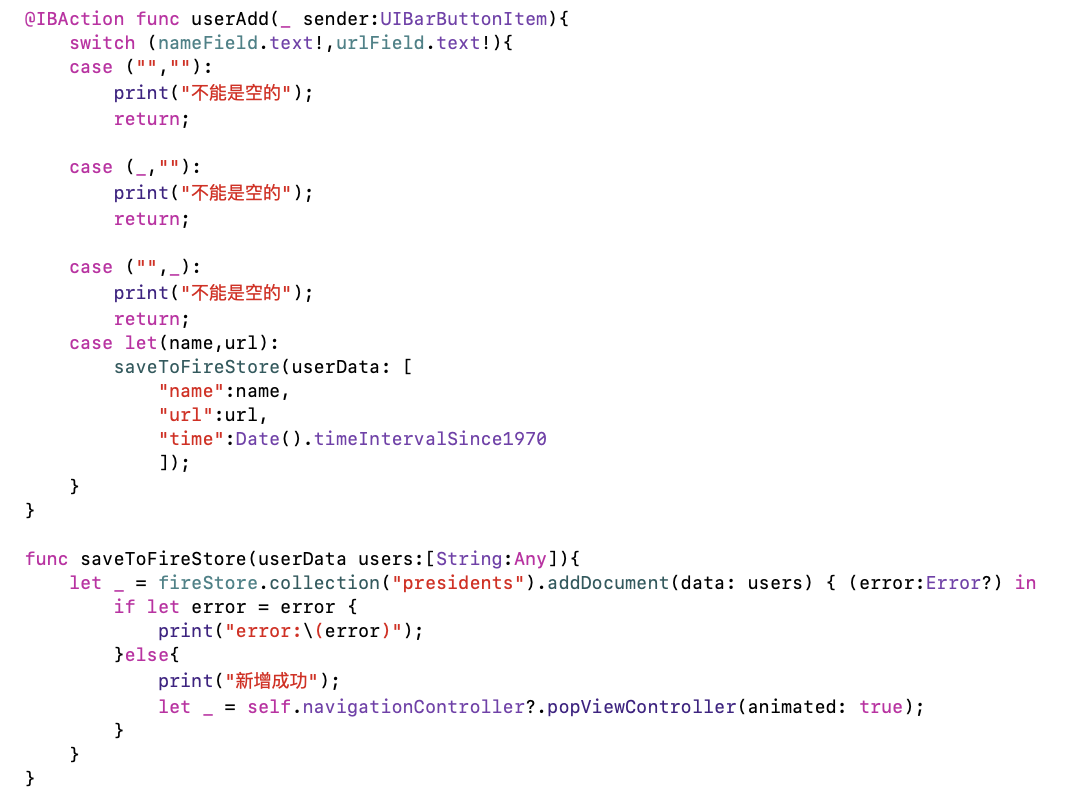 @IBAction func userAdd(_ sender:UIBarButtonItem){
    switch (nameField.text!,urlField.text!){
    case ("",""):
        print("不能是空的");
        return;

    case (_,""):
        print("不能是空的");
        return;

    case ("",_):
        print("不能是空的");
        return;
    case let(name,url):
        saveToFireStore(userData: [
            "name":name,
            "url":url,
            "time":Date().timeIntervalSince1970
            ]);
    }
}

func saveToFireStore(userData users:[String:Any]){
    let _ = fireStore.collection("presidents").addDocument(data: users) { (error:Error?) in
        if let error = error {
            print("error:\(error)");
        }else{
            print("新增成功");
            let _ = self.navigationController?.popViewController(animated: true);
        }
    }
}